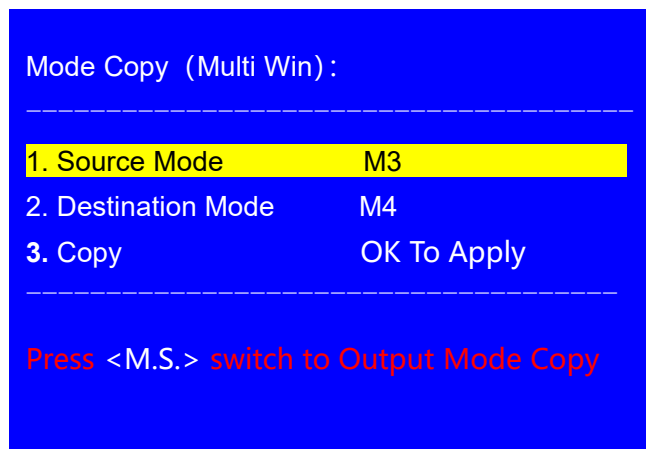 Mode Copy (Multi Win):
1. Source Mode M3
2. Destination Mode M4
3. Copy OK To Apply
Press <M.S.> switch to Output Mode Copy